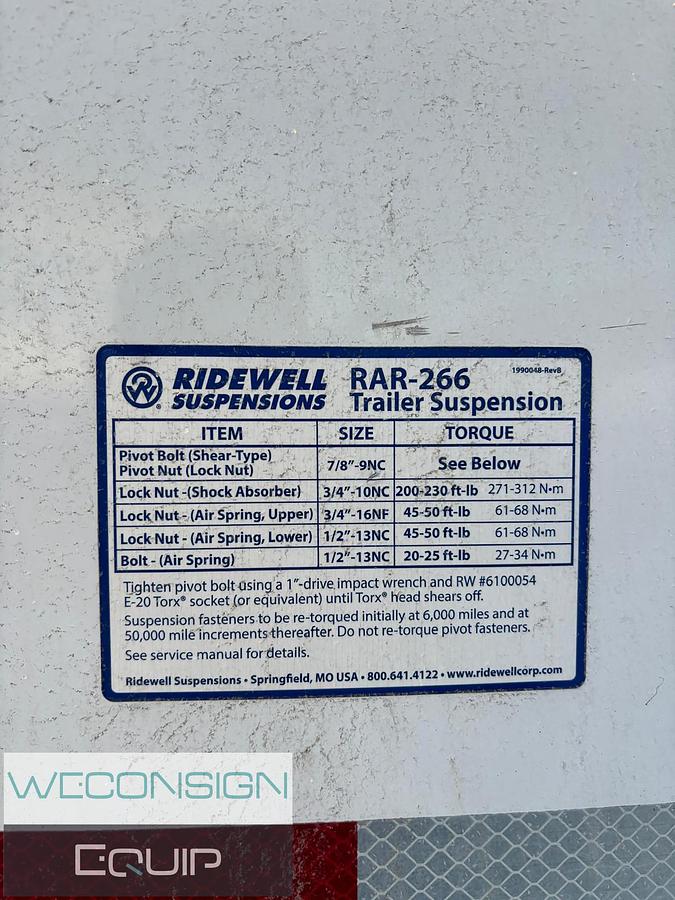 RIDEWELL
SUSPENSIONS
RAR-266
Trailer Suspension
1990048-RevB
ITEM SIZE TORQUE
Pivot Bolt (Shear-Type)
Pivot Nut (Lock Nut) 7/8"-9NC See Below
Lock Nut -(Shock Absorber) 3/4"-10NC 200-230 ft-lb 271-312 N•m
Lock Nut - (Air Spring, Upper) 3/4"-16NF 45-50 ft-lb 61-68 N•m
Lock Nut - (Air Spring, Lower) 1/2"-13NC 45-50 ft-lb 61-68 N•m
Bolt - (Air Spring) 1/2"-13NC 20-25 ft-lb 27-34 N•m
Tighten pivot bolt using a 1"-drive impact wrench and RW #6100054
E-20 Torx® socket (or equivalent) until Torx® head shears off.
Suspension fasteners to be re-torqued initially at 6,000 miles and at
50,000 mile increments thereafter. Do not re-torque pivot fasteners.
See service manual for details.
Ridewell Suspensions • Springfield, MO USA • 800.641.4122 • www.ridewellcorp.com
WECONSIGN
EQUIP